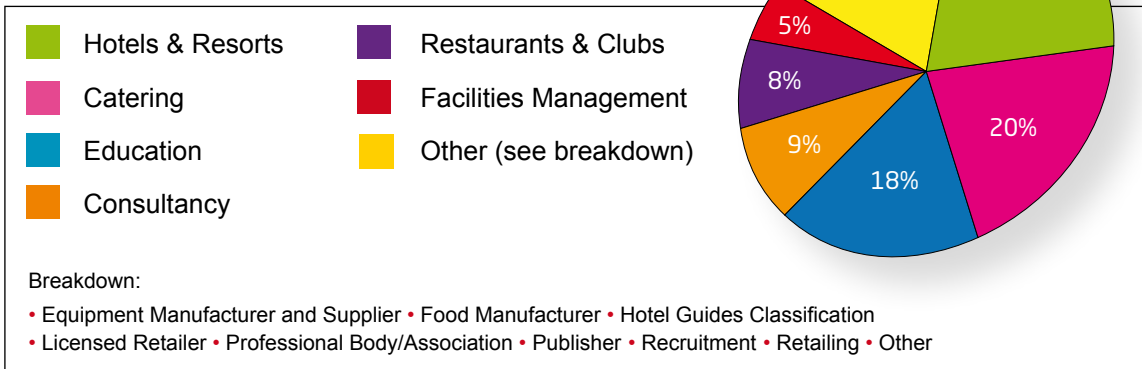 Hotels & Resorts
Catering
Education
Consultancy
Restaurants & Clubs
Facilities Management
Other (see breakdown)
5%
8%
9%
18%
20%
Breakdown:
• Equipment Manufacturer and Supplier • Food Manufacturer • Hotel Guides Classification
• Licensed Retailer • Professional Body/Association • Publisher • Recruitment • Retailing • Other